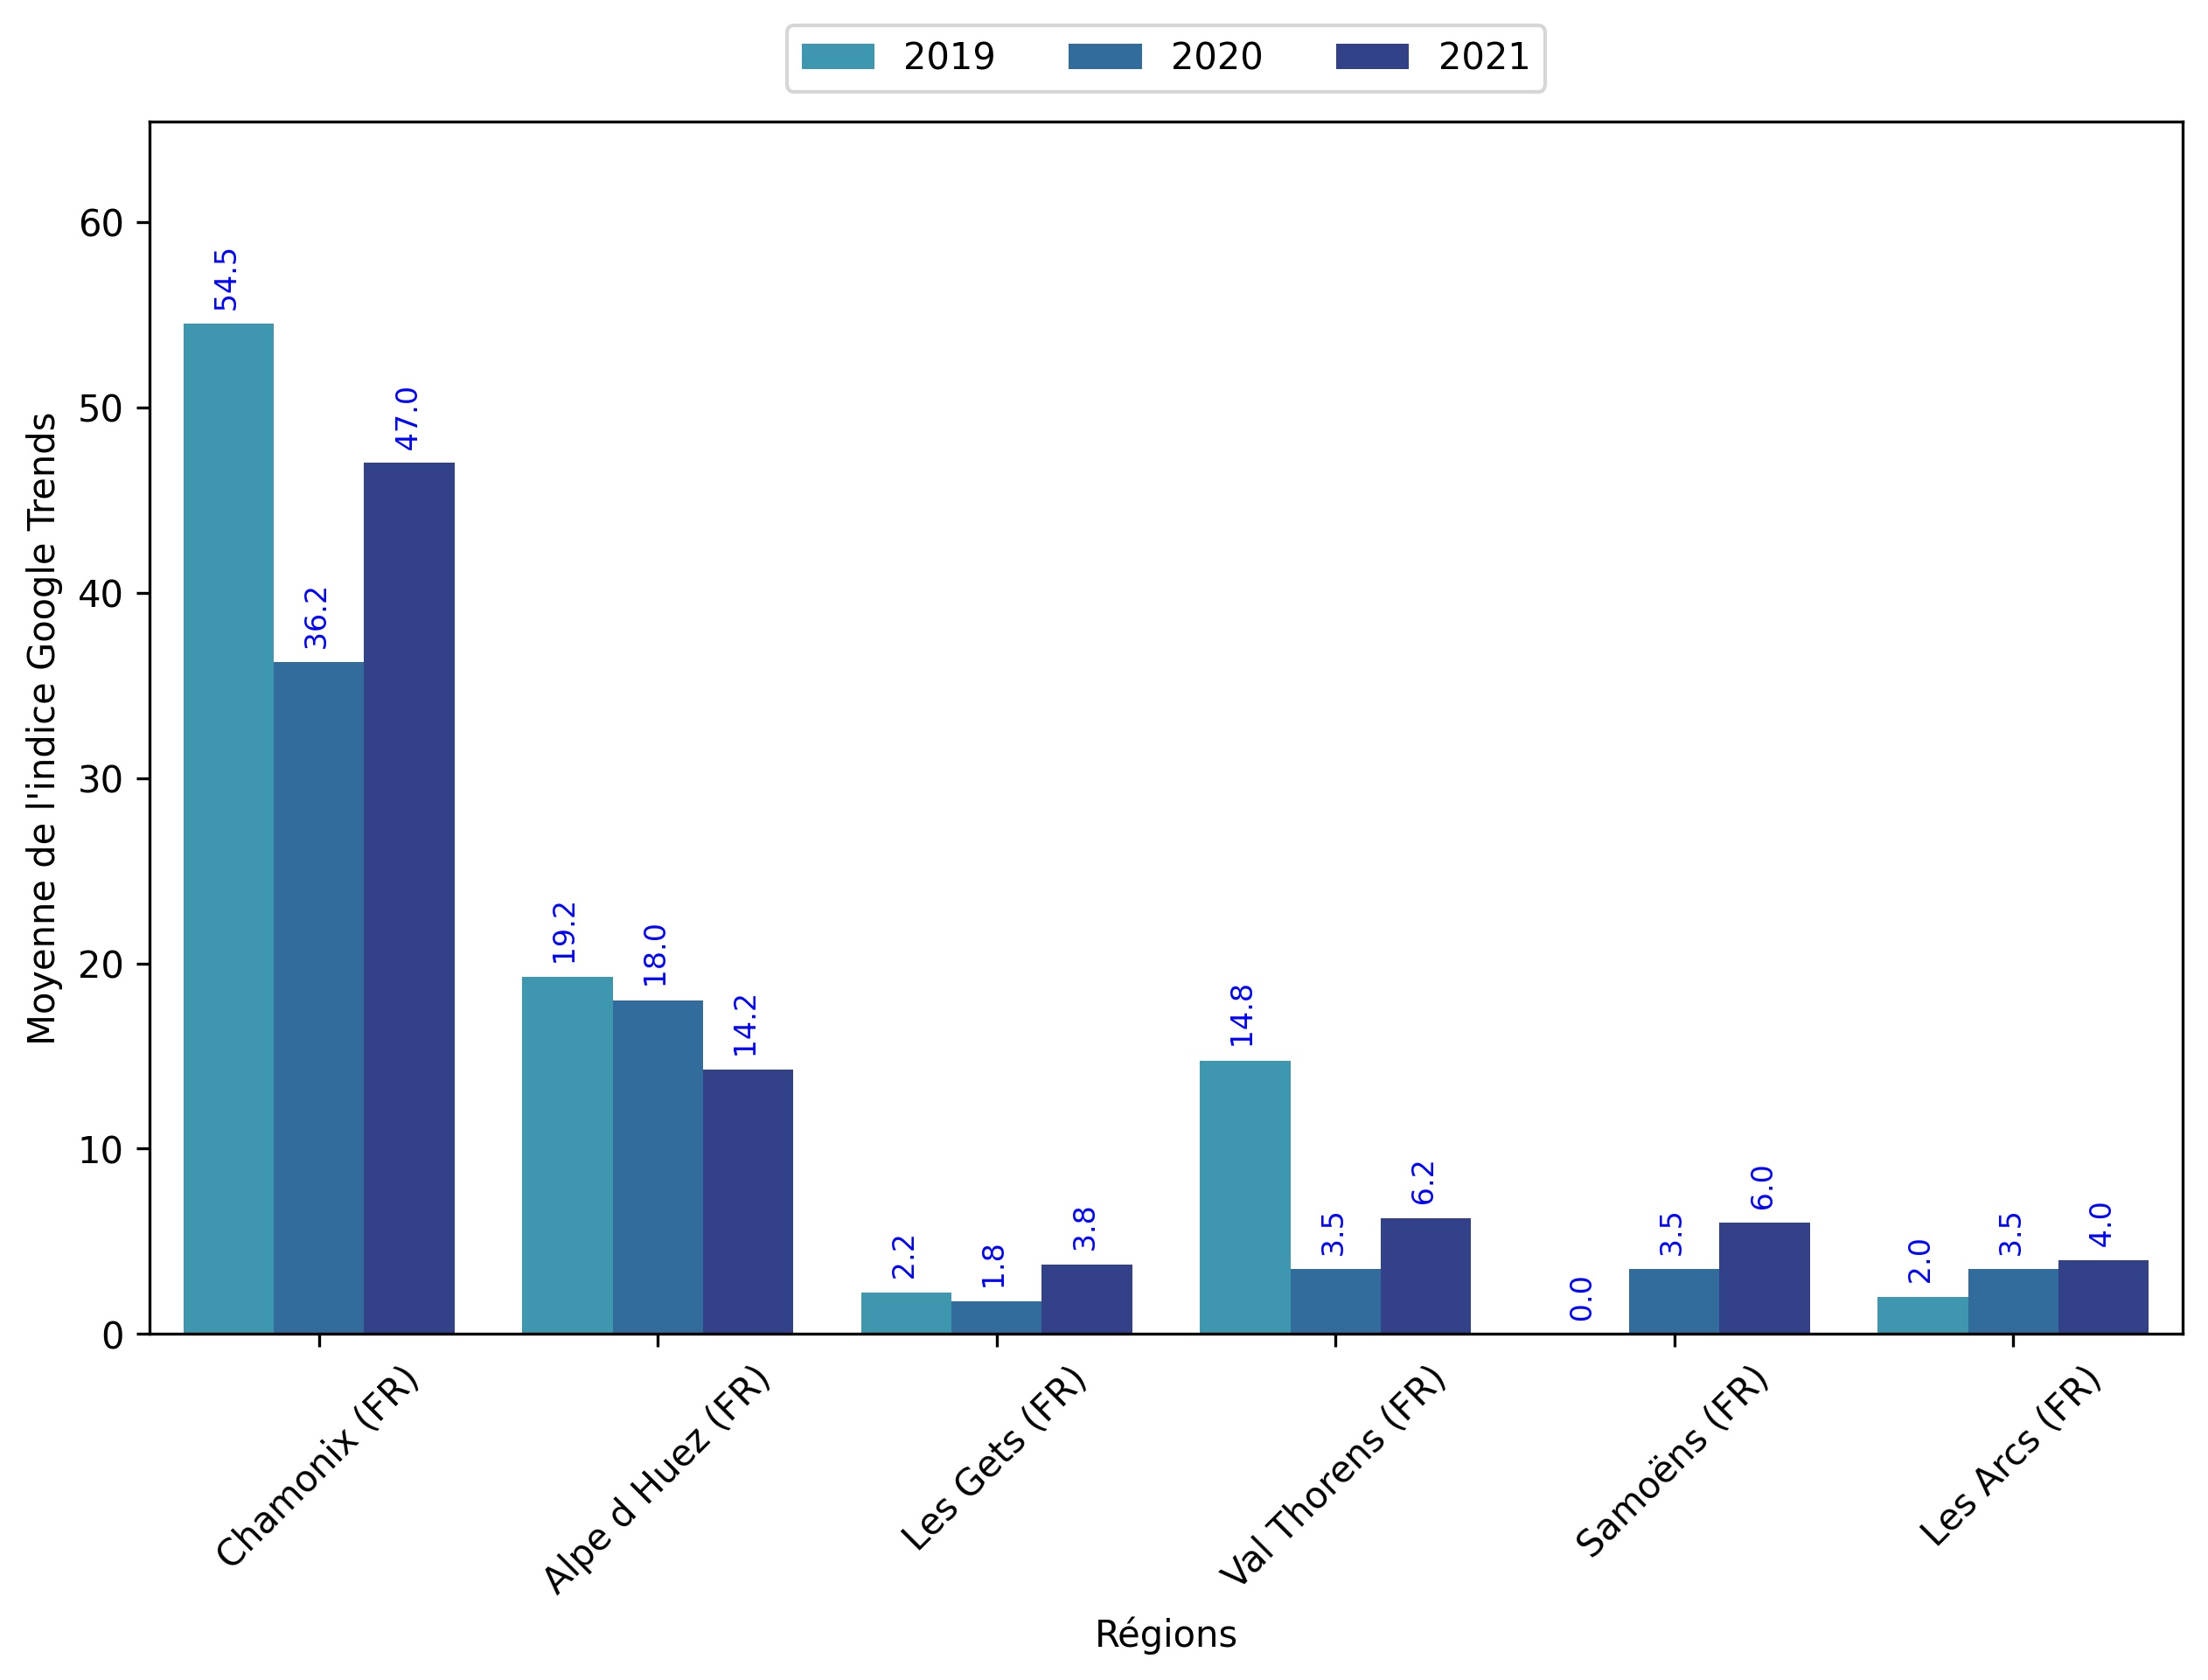 2019 2020 2021
Moyenne de l'indice Google Trends
60
50
40
30
20
10
0
54.5
36.2
47.0
19.2
18.0
14.2
2.2
1.8
3.8
14.8
3.5
6.2
0.0
3.5
6.0
2.0
3.5
4.0
Chamonix (FR)
Alpe d Huez (FR)
Les Gets (FR)
Val Thorens (FR)
Samoëns (FR)
Les Arcs (FR)
Régions